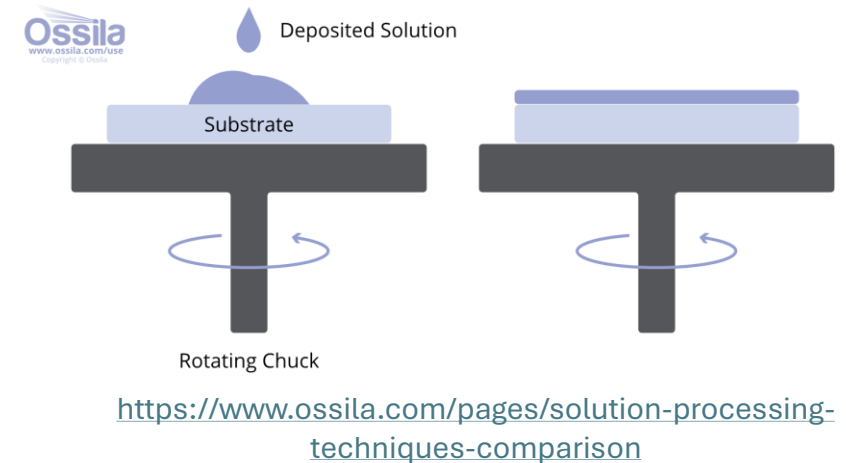 Ossila
www.ossila.com/use
Copyright © Ossila
Deposited Solution
Substrate
Rotating Chuck
https://www.ossila.com/pages/solution-processing-
techniques-comparison